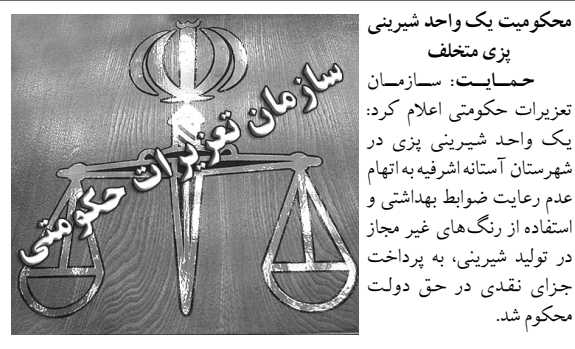 محکومیت یک واحد شیرینی
پزی متخلف
حمایت: سازمان
تعزیرات حکومتی اعلام کرد:
یک واحد شیرینی پزی در
شهرستان آستانه اشرفیه به اتهام
عدم رعایت ضوابط بهداشتی و
استفاده از رنگ‌های غیر مجاز
در تولید شیرینی، به پرداخت
جزای نقدی در حق دولت
محکوم شد.
سازمان تعزیرات حکومتی